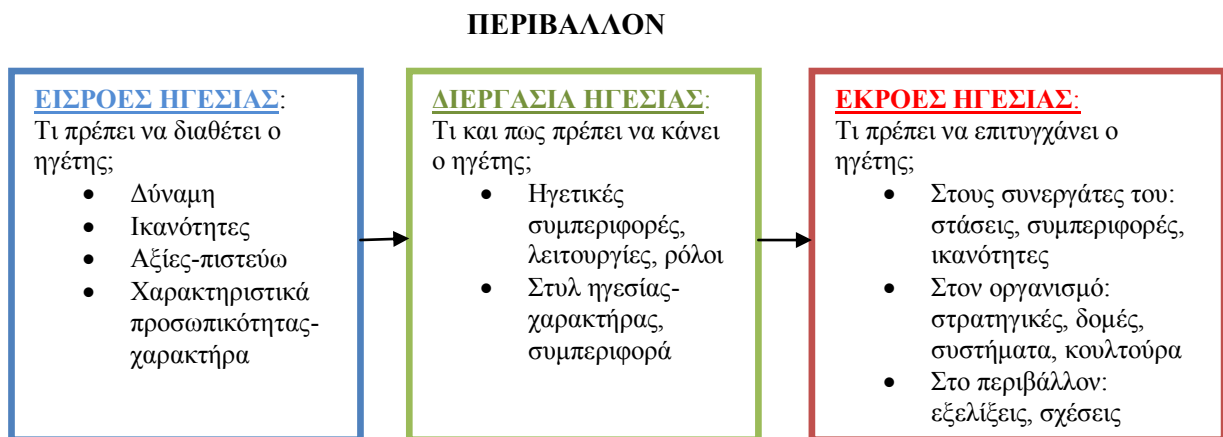 ΠΕΡΙΒΑΛΛΟΝ
ΕΙΣΡΟΕΣ ΗΓΕΣΙΑΣ:
Τι πρέπει να διαθέτει ο
ηγέτης;
• Δύναμη
• Ικανότητες
• Αξίες-πιστεύω
• Χαρακτηριστικά
προσωπικότητας-
χαρακτήρα
ΔΙΕΡΓΑΣΙΑ ΗΓΕΣΙΑΣ:
Τι και πως πρέπει να κάνει
ο ηγέτης;
• Ηγετικές
συμπεριφορές,
λειτουργίες, ρόλοι
• Στυλ ηγεσίας-
χαρακτήρας,
συμπεριφορά
ΕΚΡΟΕΣ ΗΓΕΣΙΑΣ:
Τι πρέπει να επιτυγχάνει ο
ηγέτης;
• Στους συνεργάτες του:
στάσεις, συμπεριφορές,
ικανότητες
• Στον οργανισμό:
στρατηγικές, δομές,
συστήματα, κουλτούρα
• Στο περιβάλλον:
εξελίξεις, σχέσεις